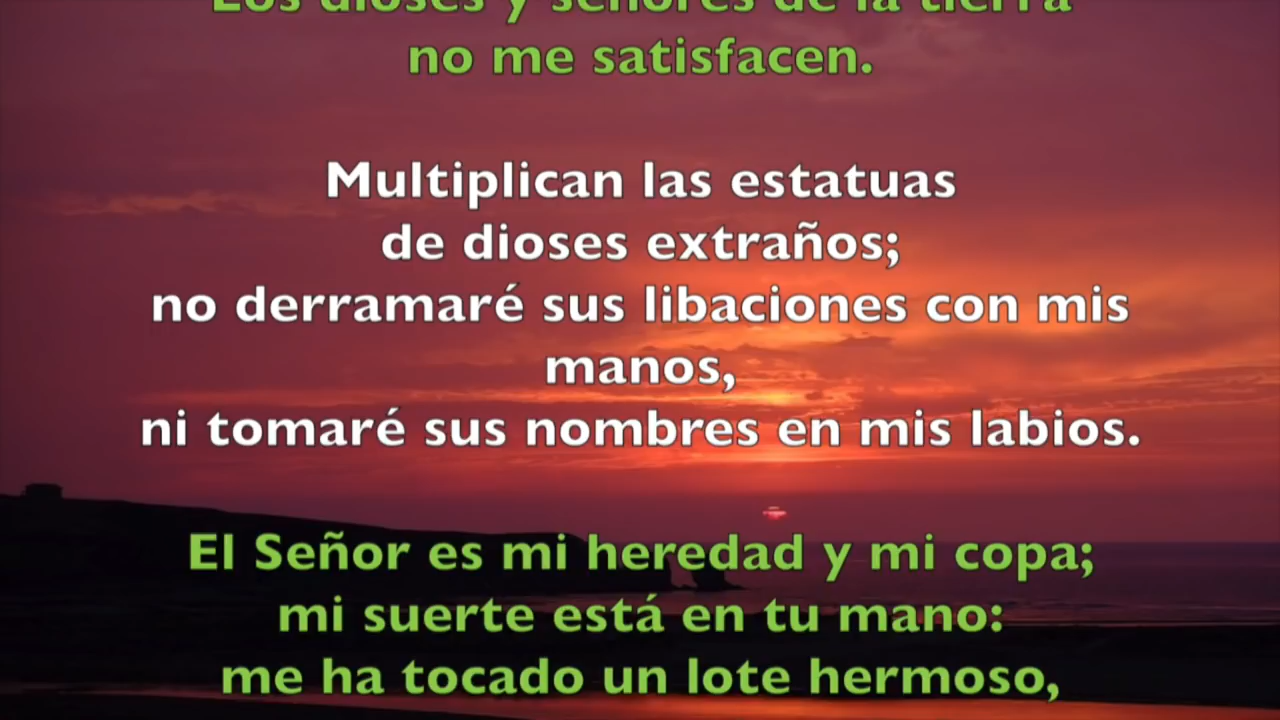 Los dioses y señores de la tierra
no me satisfacen.
Multiplican las estatuas
de dioses extraños;
no derramaré sus libaciones con mis
manos,
ni tomaré sus nombres en mis labios.
El Señor es mi heredad y mi copa;
mi suerte está en tu mano:
me ha tocado un lote hermoso,